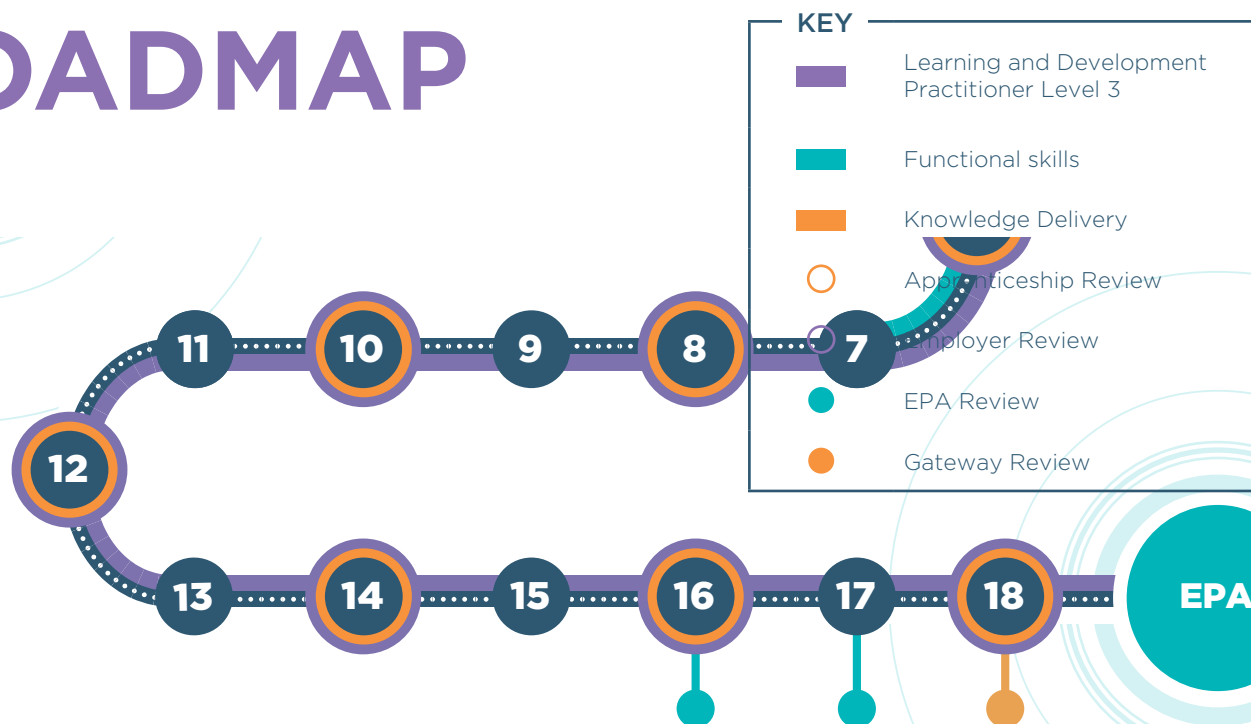 OADMAP
KEY
Learning and Development
Practitioner Level 3
Functional skills
Knowledge Delivery
Apprenticeship Review
Employer Review
EPA Review
Gateway Review
11 10 9 8 7
12
13 14 15 16 17 18 EPA